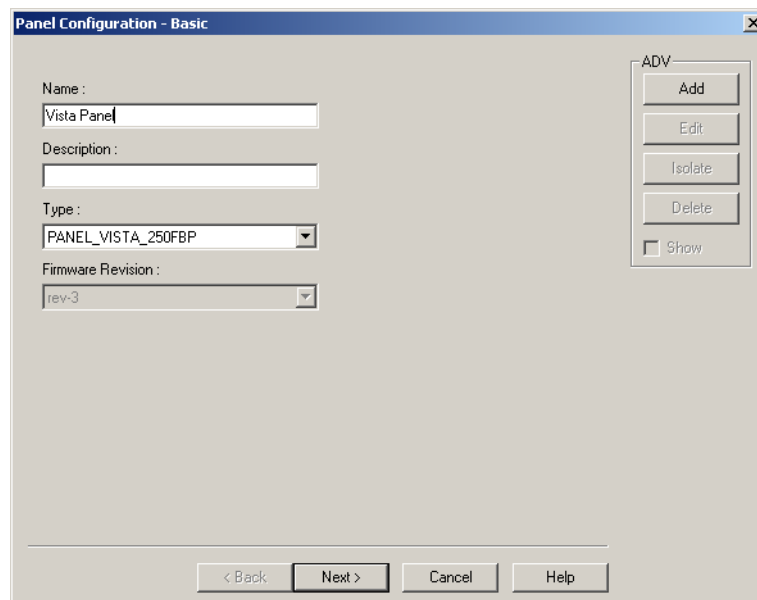 Panel Configuration - Basic
ADV
Name :
Add
Vista Panel
Edit
Description :
Isolate
Type :
Delete
PANEL_VISTA_250FBP
Show
Firmware Revision :
rev-3
< Back
Next >
Cancel
Help